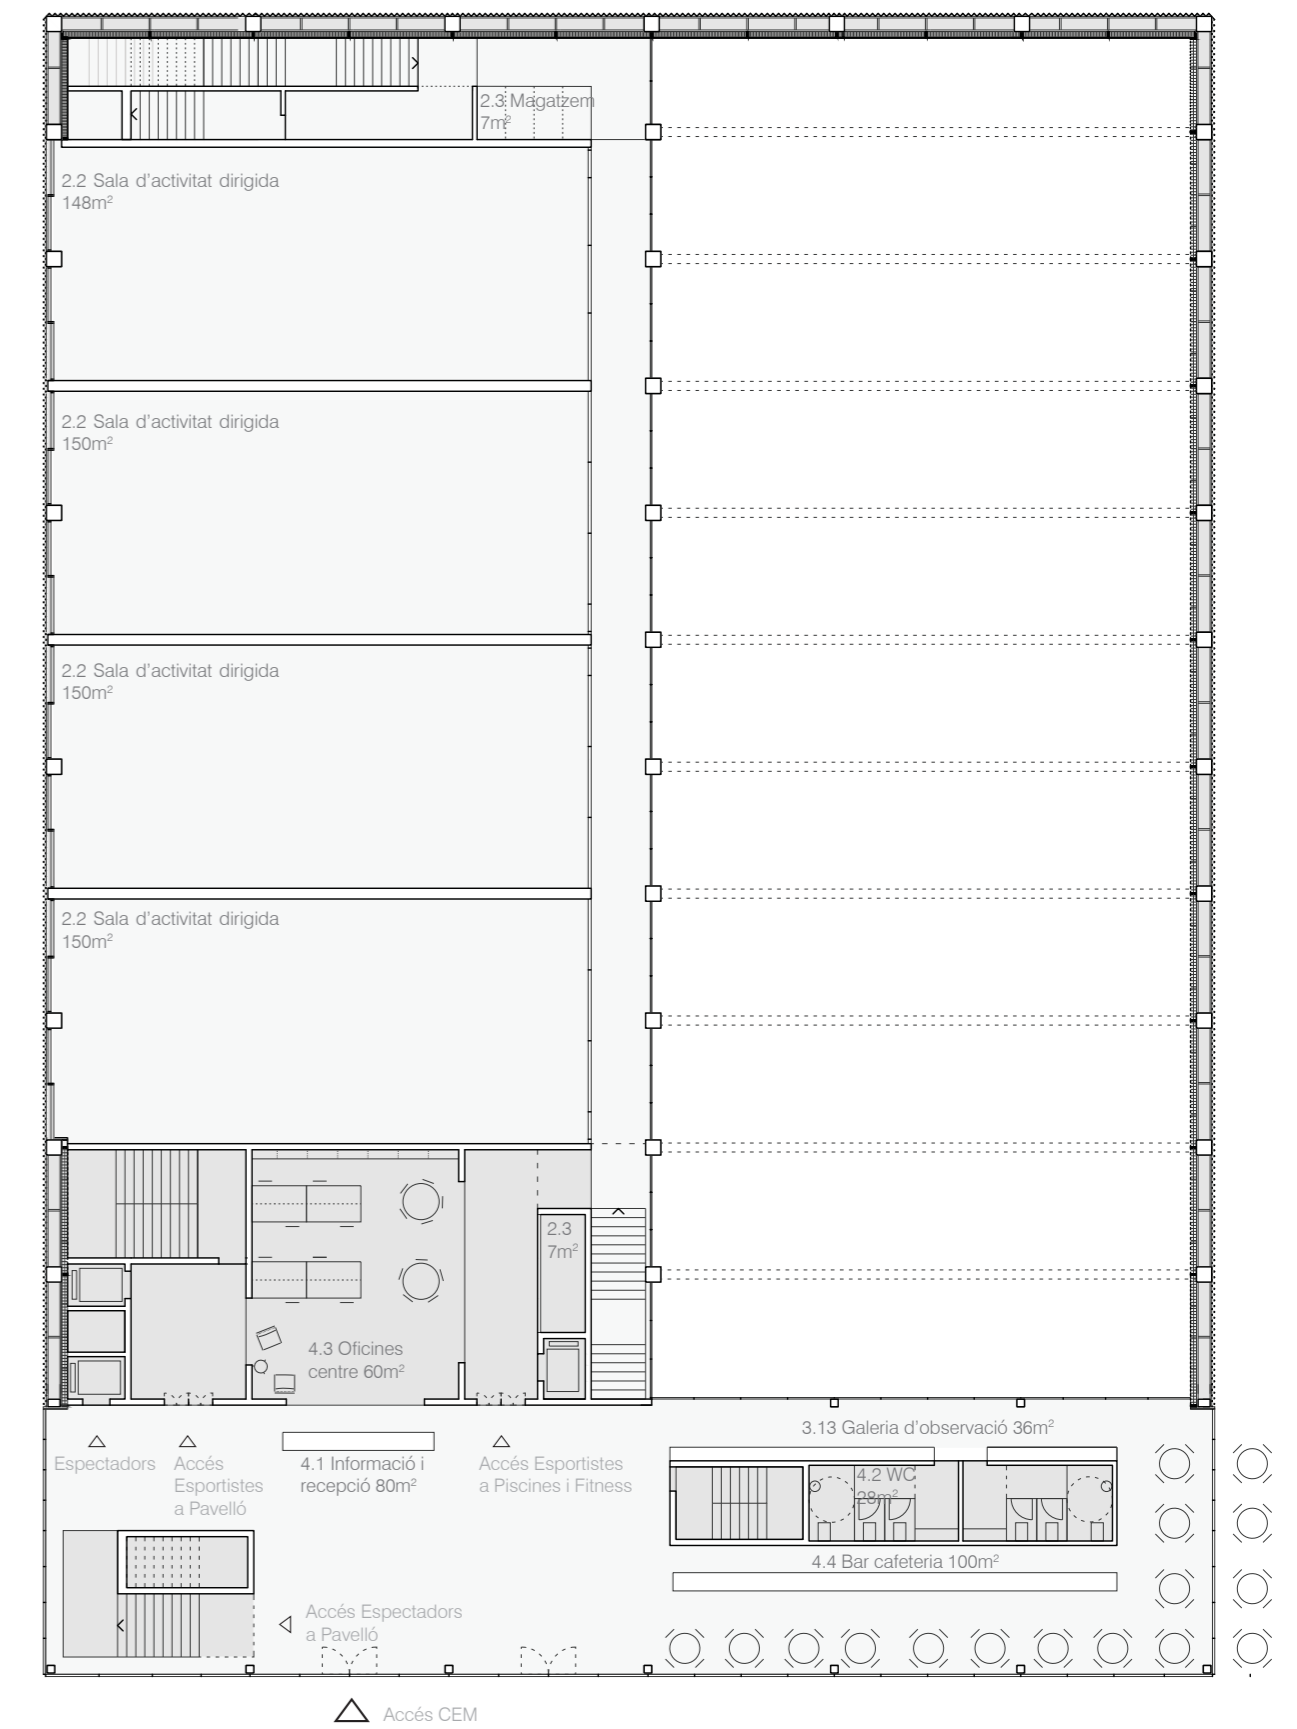 2.3 Magatzem
7m²
2.2 Sala d'activitat dirigida
148m²
2.2 Sala d'activitat dirigida
150m²
2.2 Sala d'activitat dirigida
150m²
2.2 Sala d'activitat dirigida
150m²
2.3
7m²
4.3 Oficines
centre 60m²
3.13 Galeria d'observació 36m²
Espectadors
Accés
Esportistes
a Pavelló
4.1 Informació i
recepció 80m²
Accés Esportistes
a Piscines i Fitness
4.2 WC
28m²
4.4 Bar cafeteria 100m²
Accés Espectadors
a Pavelló
Accés CEM